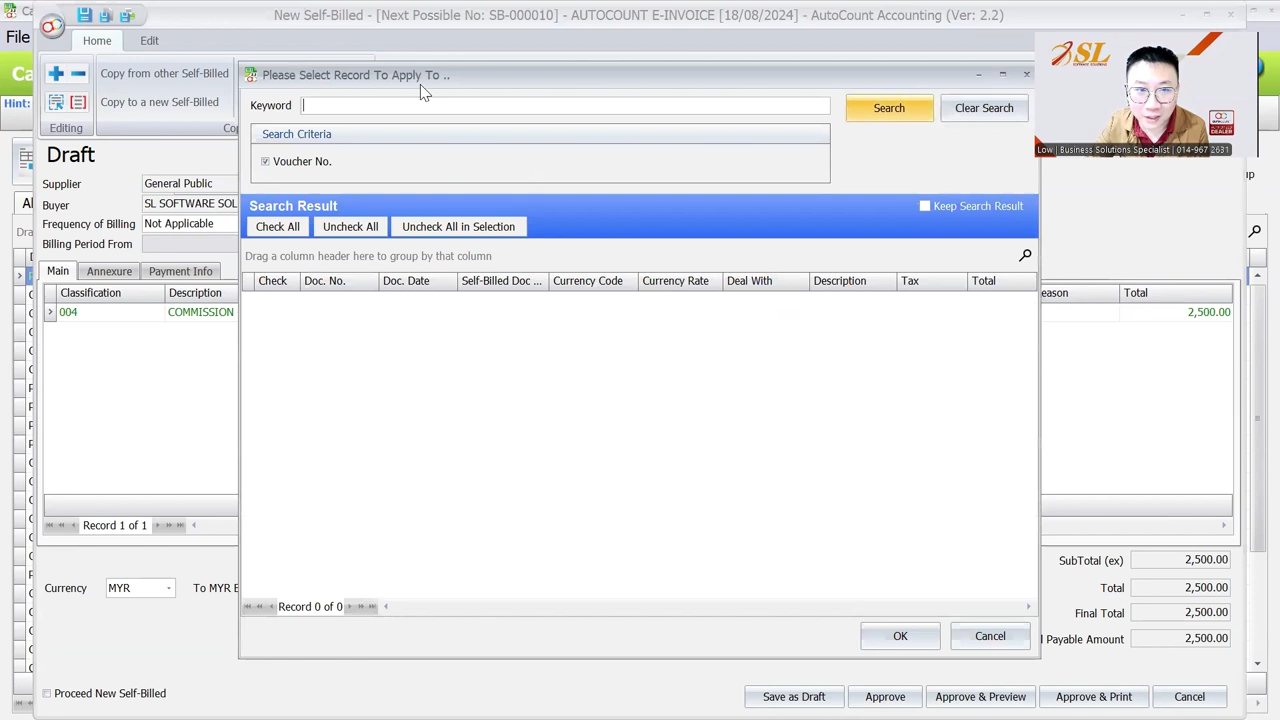 New Self-Billed - [Next Possible No: SB-000010] - AUTOCOUNT E-INVOICE [10/08/2024] - AutoCount Accounting (Ver: 2.2)
File
Home
Edit
Copy from other Self-Billed
Copy to a new Self-Billed
Editing
Hint:
Please Select Record To Apply To ..
Keyword
Search
Clear Search
Search Criteria
Voucher No.
SL
SOFTWARE SOLUTIONS
Low | Business Solutions Specialist | 014-967 2631
Draft
Supplier
General Public
Buyer
SL SOFTWARE SOL
Frequency of Billing
Not Applicable
Billing Period From
Search Result
Keep Search Result
Check All
Uncheck All
Uncheck All in Selection
Drag a column header here to group by that column
Main
Annexure
Payment Info
Check
Doc. No.
Doc. Date
Self-Billed Doc ...
Currency Code
Currency Rate
Deal With
Description
Tax
Total
Classification
Description
eason
Total
004
COMMISSION
2,500.00
Record 1 of 1
Record 0 of 0
OK
Cancel
Currency
MYR
To MYR E
SubTotal (ex)
2,500.00
Total
2,500.00
Final Total
2,500.00
Payable Amount
2,500.00
Proceed New Self-Billed
Save as Draft
Approve
Approve & Preview
Approve & Print
Cancel